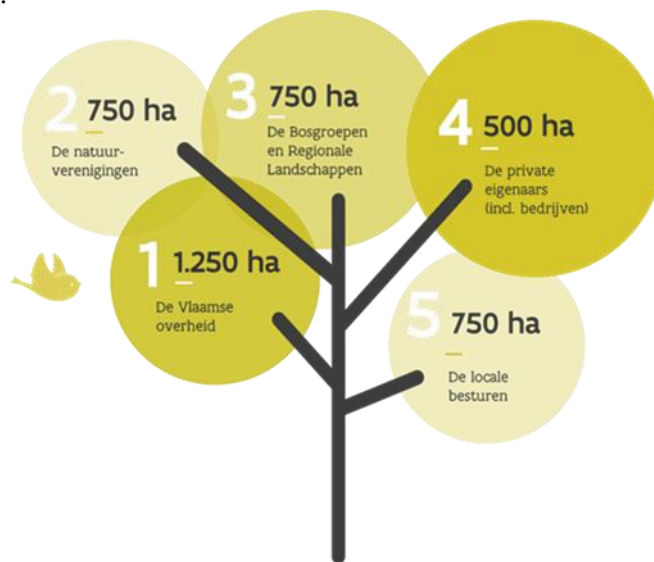 .
1 1.250 ha
De Vlaamse
overheid
2 750 ha
De natuur-
verenigingen
3 750 ha
De Bosgroepen
en Regionale
Landschappen
4 500 ha
De private
eigenaars
(incl. bedrijven)
5 750 ha
De locale
besturen